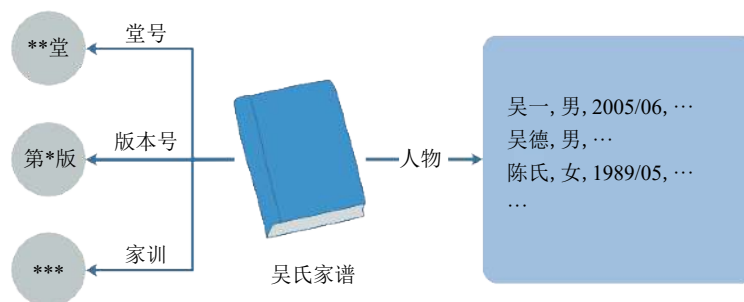 **堂
堂号
第*版
版本号
***
家训
吴氏家谱
人物
吴一, 男, 2005/06, …
吴德, 男, …
陈氏, 女, 1989/05, …
…